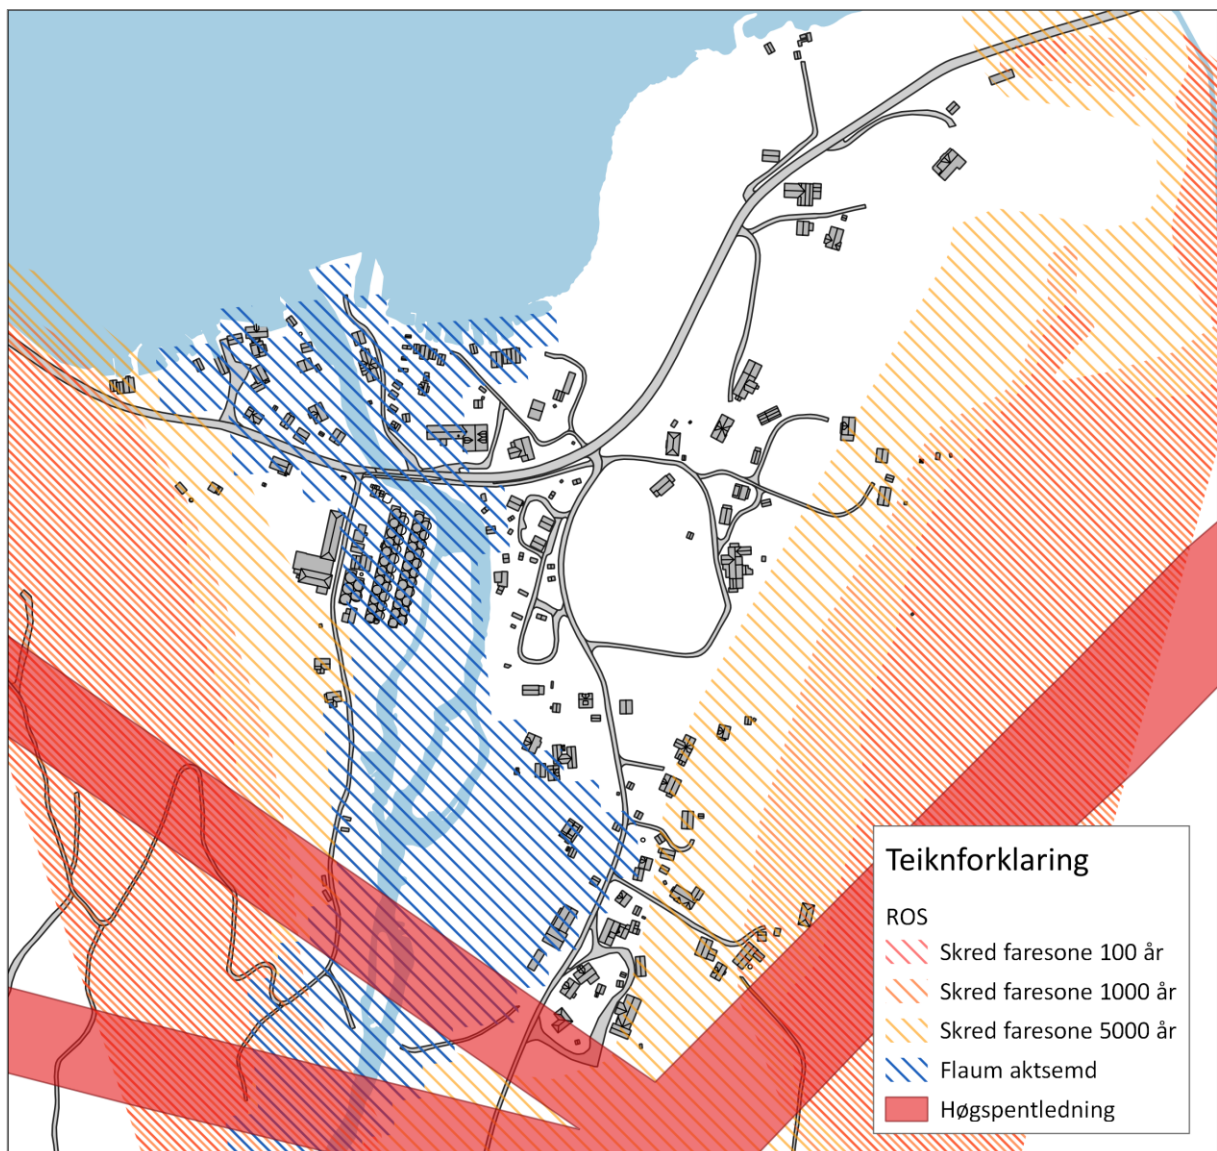 Teiknforklaring
ROS
Skred faresone 100 år
Skred faresone 1000 år
Skred faresone 5000 år
Flaum aktsemd
Høgspentledning